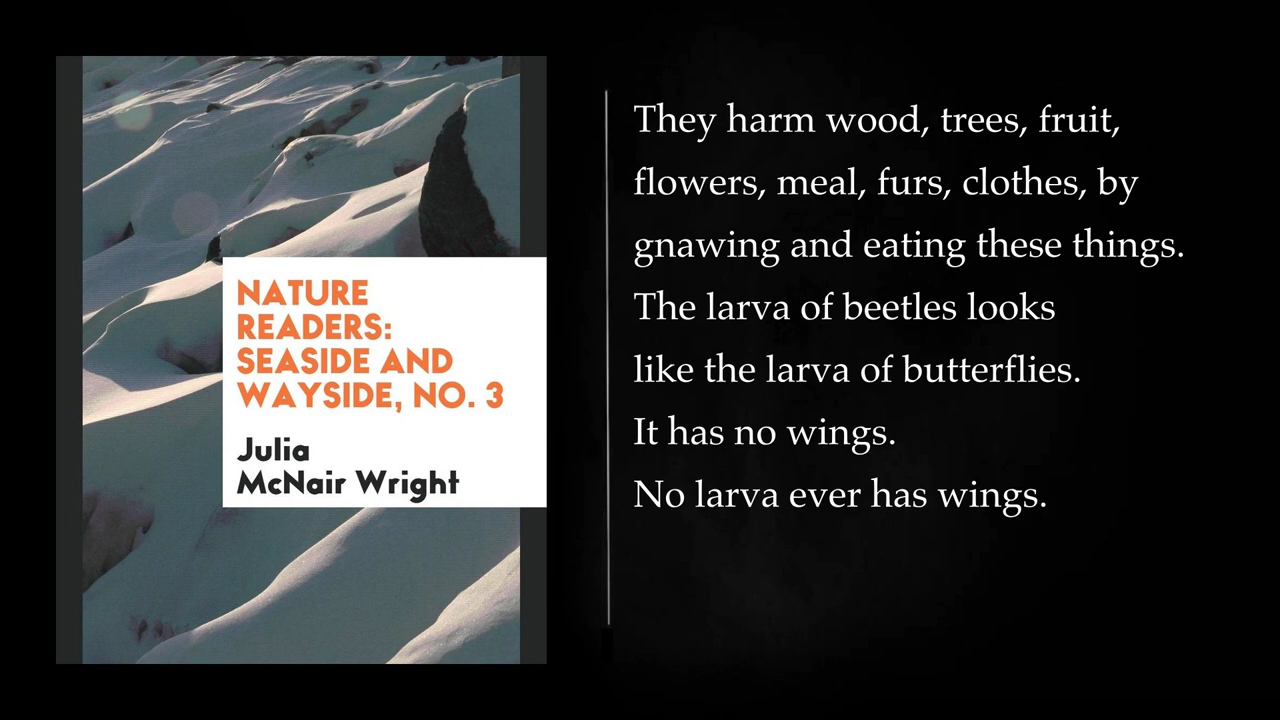 NATURE
READERS:
SEASIDE AND
WAYSIDE, NO. 3
Julia
McNair Wright
They harm wood, trees, fruit,
flowers, meal, furs, clothes, by
gnawing and eating these things.
The larva of beetles looks
like the larva of butterflies.
It has no wings.
No larva ever has wings.